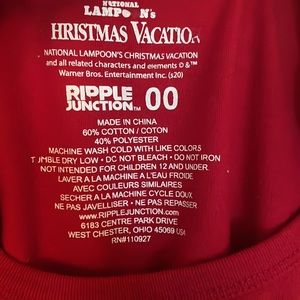 NATIONAL
LAMPOON's
HRISTMAS VACATIO
NATIONAL LAMPOON'S CHRISTMAS VACATION
and all related characters and elements © &™
Warner Bros. Entertainment Inc. (s20)
RIPPLE
JUNCTION™ 00
MADE IN CHINA
60% COTTON / COTON
40% POLYESTER
MACHINE WASH COLD WITH LIKE COLORS
T MBLE DRY LOW • DO NOT BLEACH • DO NOT IRON
NOT INTENDED FOR CHILDREN 12 AND UNDER.
LAVER A LA MACHINE A L'EAU FROIDE
AVEC COULEURS SIMILAIRES
SECHER A LA MACHINE CYCLE DOUX
NE PAS JAVELLISER • NE PAS REPASSER
www.RIPPLEJUNCTION.com
6183 CENTRE PARK DRIVE
WEST CHESTER, OHIO 45069 USA
RN#110927